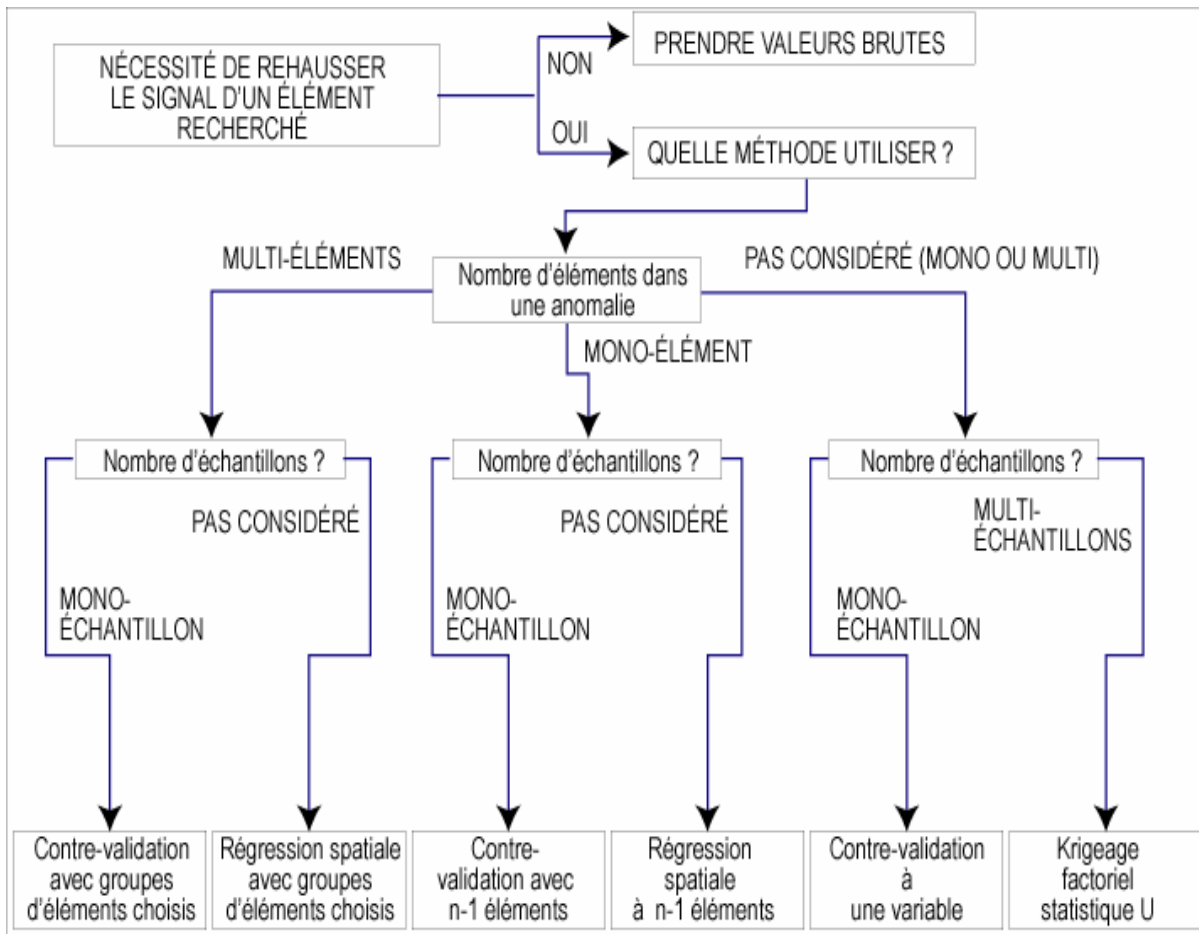 NÉCESSITÉ DE REHAUSSER
LE SIGNAL D'UN ÉLÉMENT
RECHERCHÉ
NON
PRENDRE VALEURS BRUTES
OUI
QUELLE MÉTHODE UTILISER ?
MULTI-ÉLÉMENTS
PAS CONSIDÉRÉ (MONO OU MULTI)
Nombre d'éléments dans
une anomalie
MONO-ÉLÉMENT
Nombre d'échantillons ?
Nombre d'échantillons ?
Nombre d'échantillons ?
PAS CONSIDÉRÉ
PAS CONSIDÉRÉ
MULTI-
ÉCHANTILLONS
MONO-
ÉCHANTILLON
MONO-
ÉCHANTILLON
MONO-
ÉCHANTILLON
Contre-validation
avec groupes
d'éléments choisis
Régression spatiale
avec groupes
d'éléments choisis
Contre-
validation avec
n-1 éléments
Régression
spatiale
à n-1 éléments
Contre-validation
à
une variable
Krigeage
factoriel
statistique U